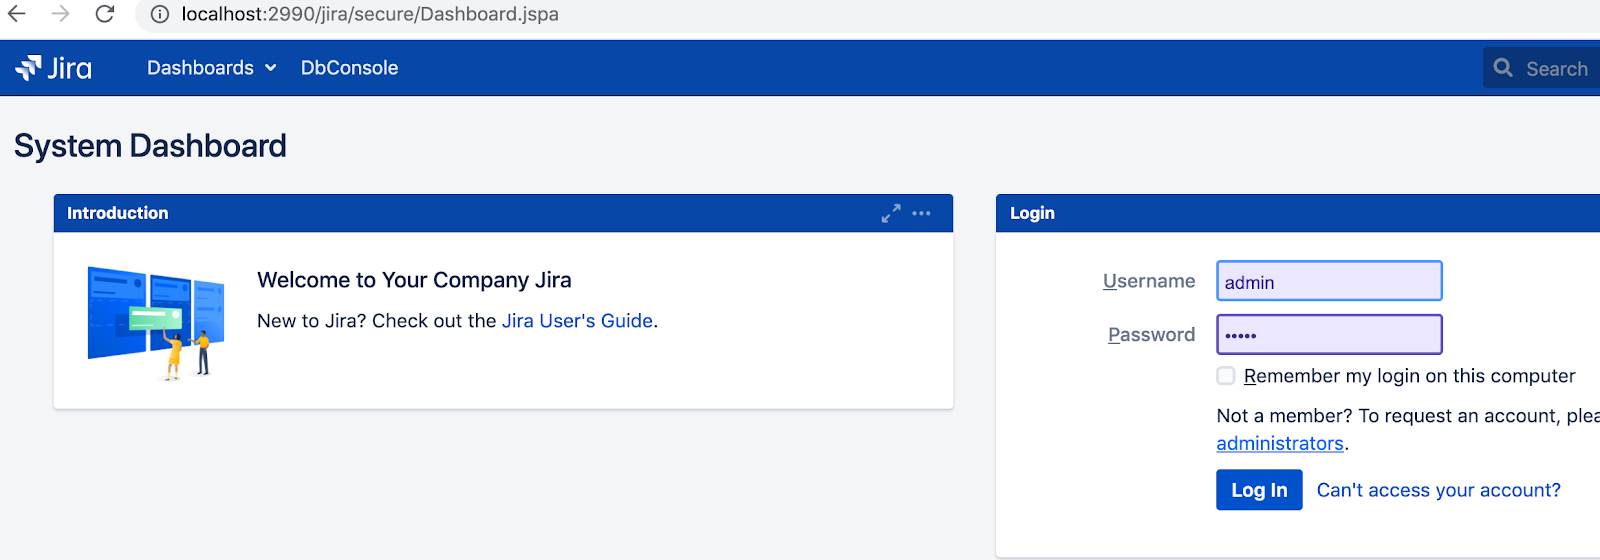 localhost:2990/jira/secure/Dashboard.jspa
Jira Dashboards DbConsole Search
System Dashboard
Introduction
Welcome to Your Company Jira
New to Jira? Check out the Jira User's Guide.
Login
Username admin
Password •••••
Remember my login on this computer
Not a member? To request an account, plea
administrators.
Log In Can't access your account?